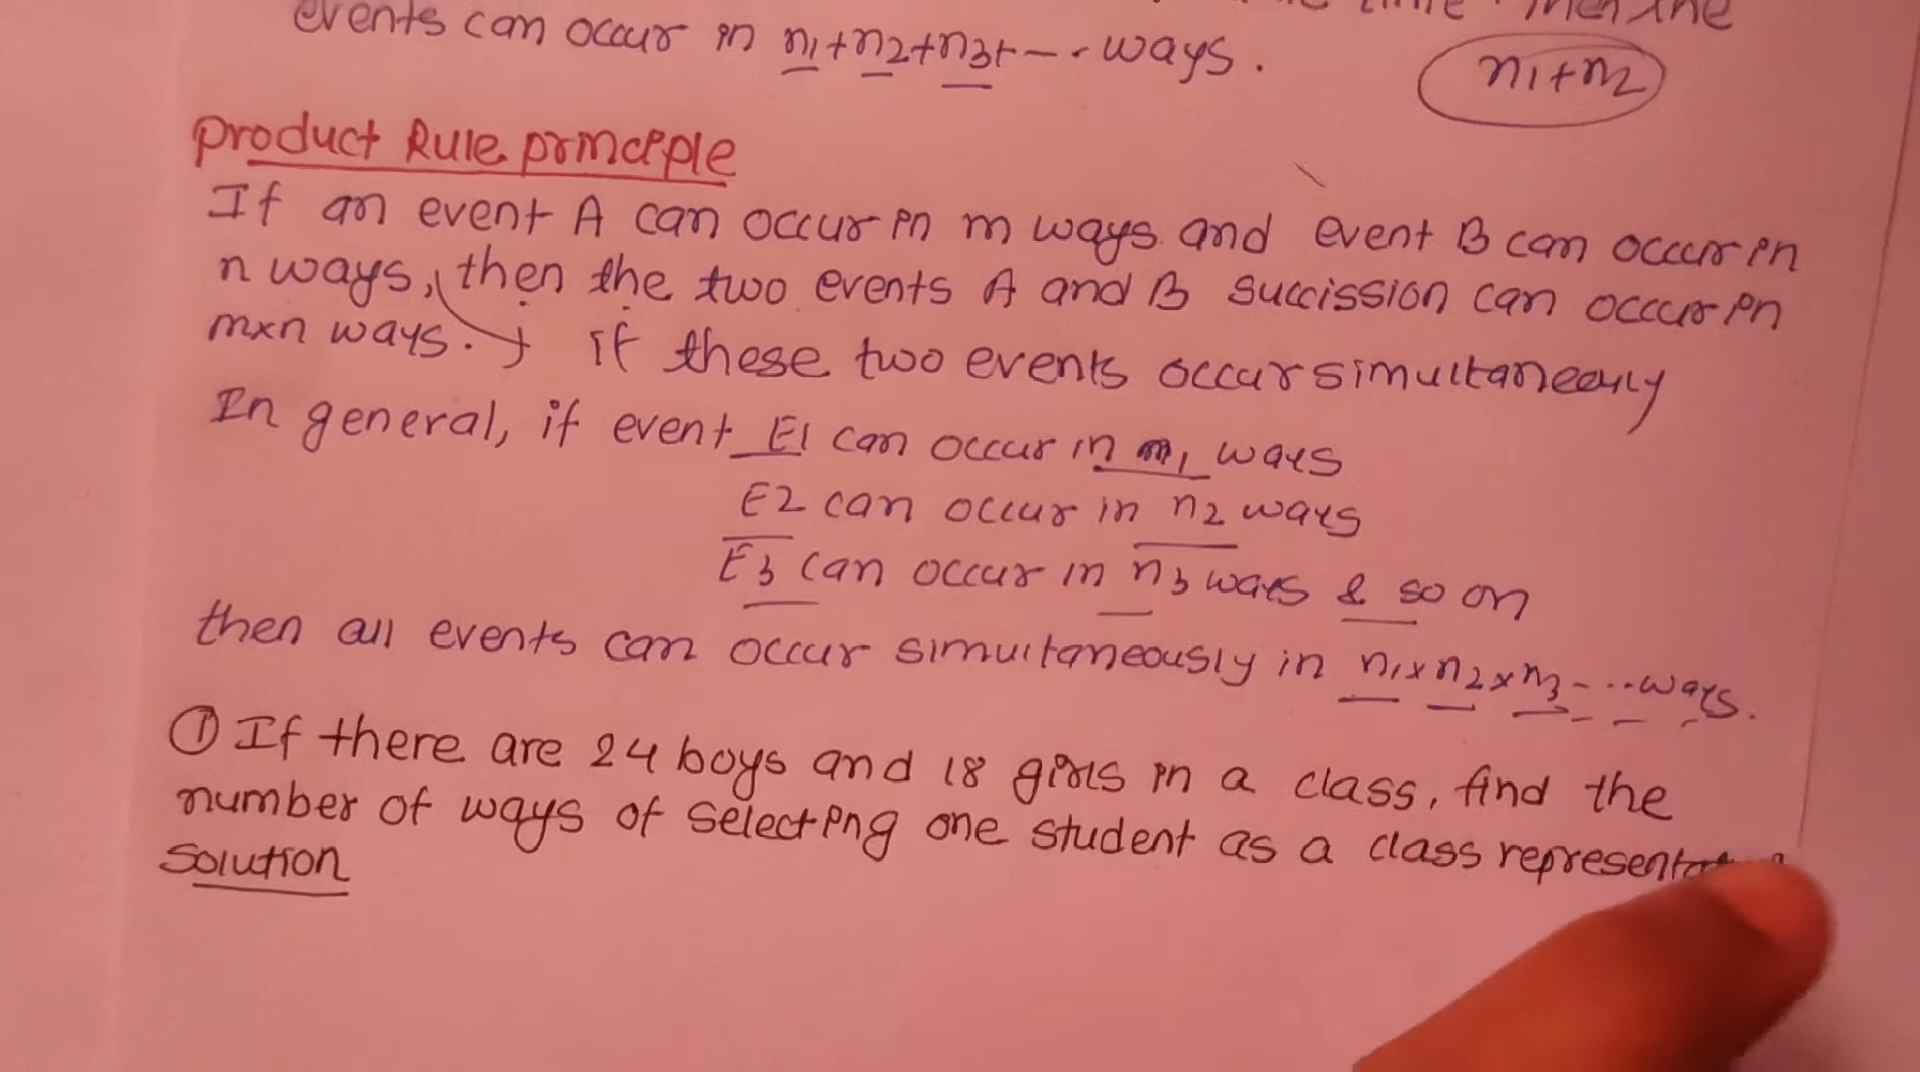 events can occur in n1+n2+n3+--- ways.
n1+n2
Product Rule principle
If an event A can occur in m ways and event B can occur in
n ways, then the two events A and B succission can occur in
mxn ways. if these two events occur simultaneously
In general, if event E1 can occur in n1 ways
E2 can occur in n2 ways
E3 can occur in n3 ways & so on
then all events can occur simultaneously in n1xn2xn3---ways.
① If there are 24 boys and 18 girls in a class, find the
number of ways of selecting one student as a class
Solution